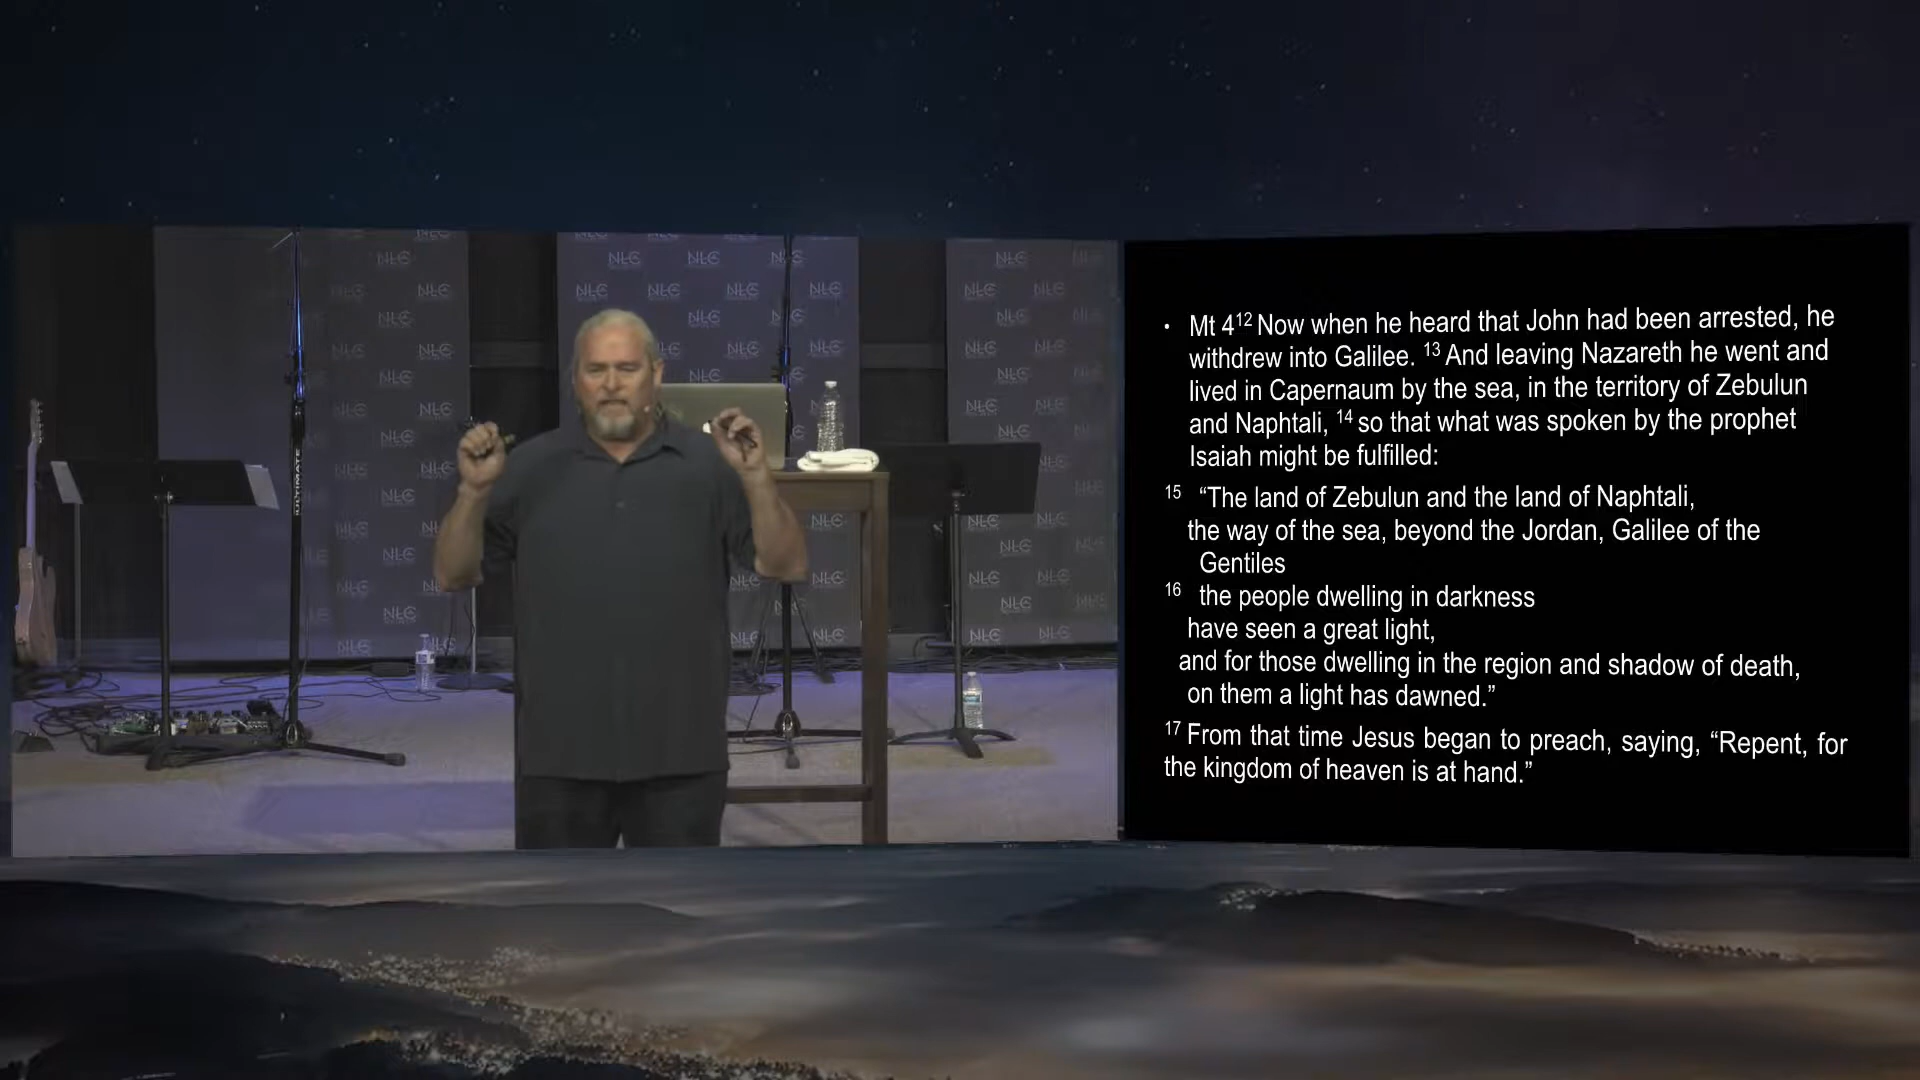 NLC
ULTIMATE
• Mt 4¹² Now when he heard that John had been arrested, he
withdrew into Galilee. ¹³ And leaving Nazareth he went and
lived in Capernaum by the sea, in the territory of Zebulun
and Naphtali, ¹⁴ so that what was spoken by the prophet
Isaiah might be fulfilled:
¹⁵ “The land of Zebulun and the land of Naphtali,
the way of the sea, beyond the Jordan, Galilee of the
Gentiles
¹⁶ the people dwelling in darkness
have seen a great light,
and for those dwelling in the region and shadow of death,
on them a light has dawned.”
¹⁷ From that time Jesus began to preach, saying, “Repent, for
the kingdom of heaven is at hand.”